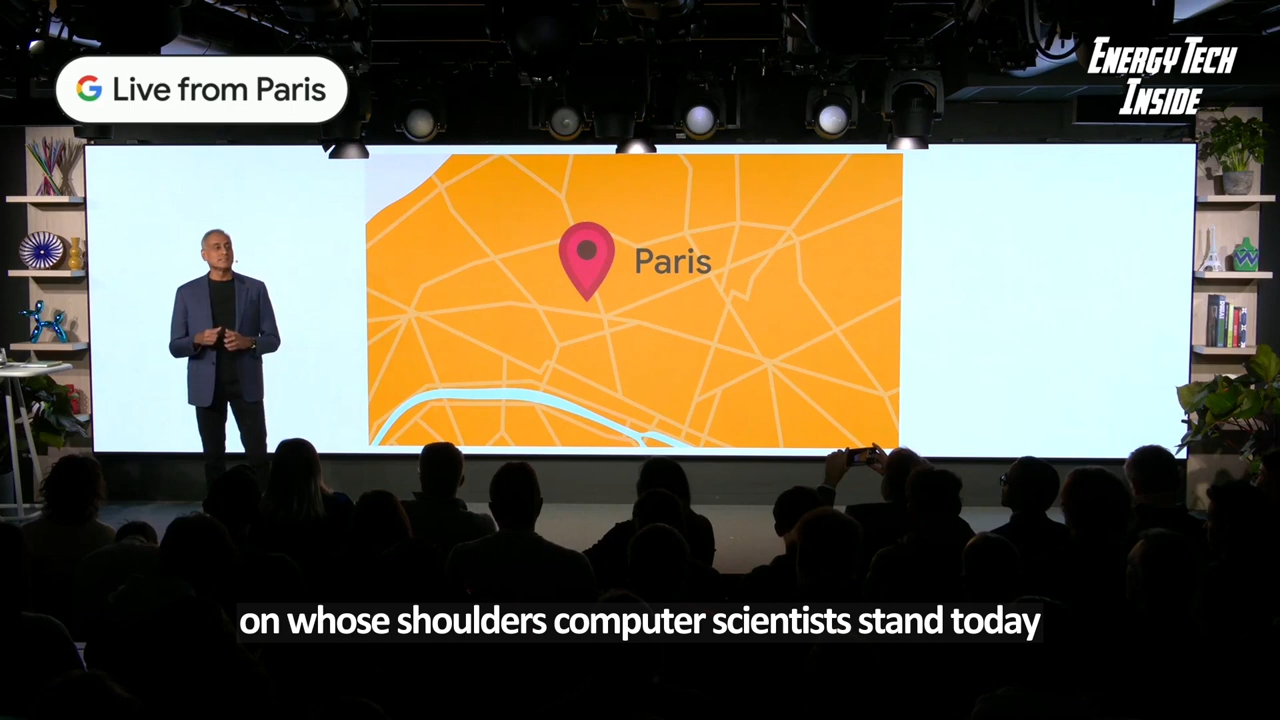 Live from Paris
ENERGY TECH
INSIDE
Paris
on whose shoulders computer scientists stand today